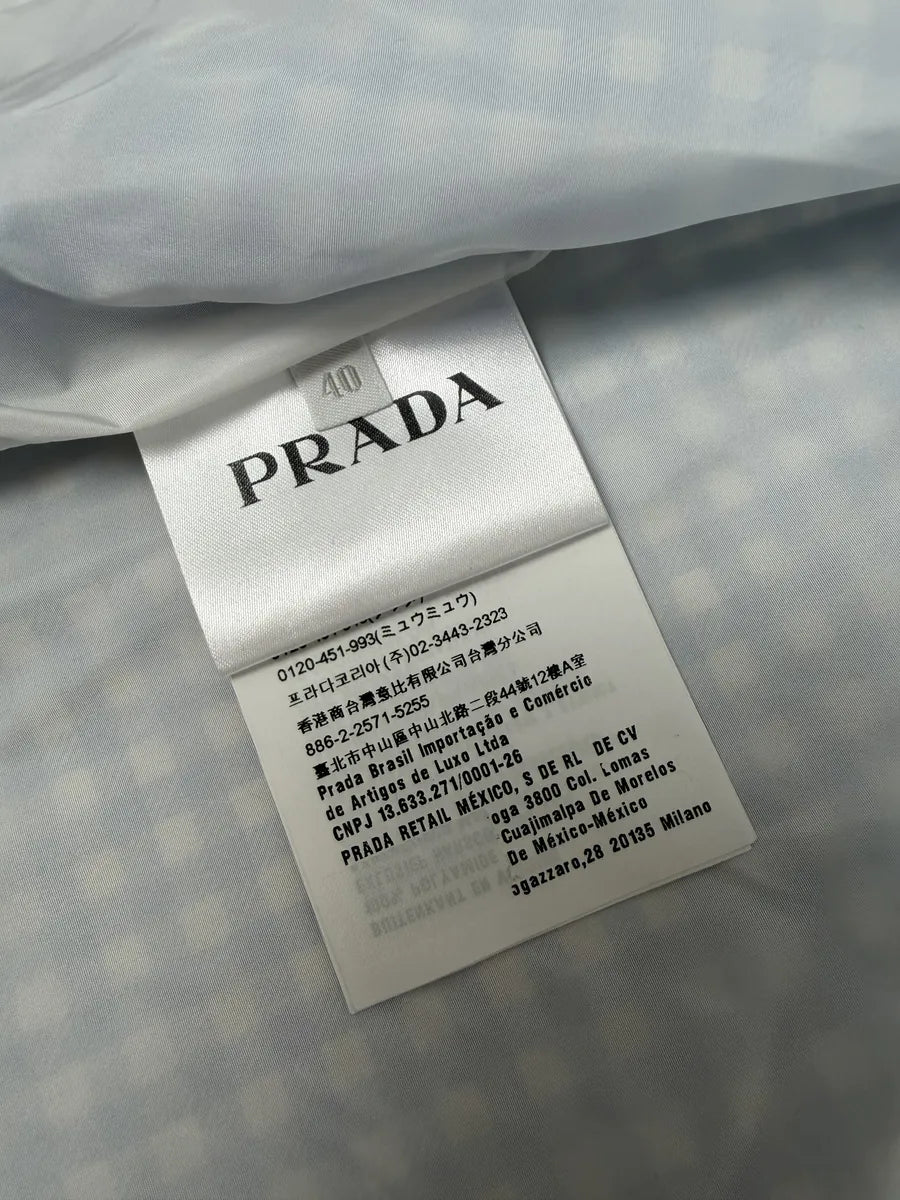 40
PRADA
0120-451-993(ミュウミュウ)
프라다코리아 (주)02-3443-2323
香港商台灣意比有限公司台灣分公司
886-2-2571-5255
臺北市中山區中山北路二段44號12樓A室
Prada Brasil Importação e Comércio
de Artigos de Luxo Ltda
CNPJ 13.633.271/0001-26
PRADA RETAIL MÉXICO, S DE RL DE CV
oga 3800 Col. Lomas
Cuajimalpa De Morelos
De México-México
ogazzaro,28 20135 Milano